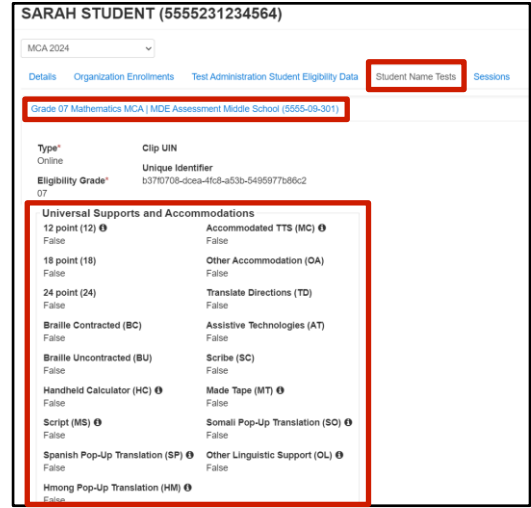 SARAH STUDENT (5555231234564)
MCA 2024
Details Organization Enrollments Test Administration Student Eligibility Data Student Name Tests Sessions
Grade 07 Mathematics MCA | MDE Assessment Middle School (5555-09-301)
Type* Clip UIN
Online Unique Identifier
Eligibility Grade* b37f0708-dcea-4fc8-a53b-5495977b86c2
07
Universal Supports and Accommodations
12 point (12) Accommodated TTS (MC)
False False
18 point (18) Other Accommodation (OA)
False False
24 point (24) Translate Directions (TD)
False False
Braille Contracted (BC) Assistive Technologies (AT)
False False
Braille Uncontracted (BU) Scribe (SC)
False False
Handheld Calculator (HC) Made Tape (MT)
False False
Script (MS) Somali Pop-Up Translation (SO)
False False
Spanish Pop-Up Translation (SP) Other Linguistic Support (OL)
False False
Hmong Pop-Up Translation (HM)
False